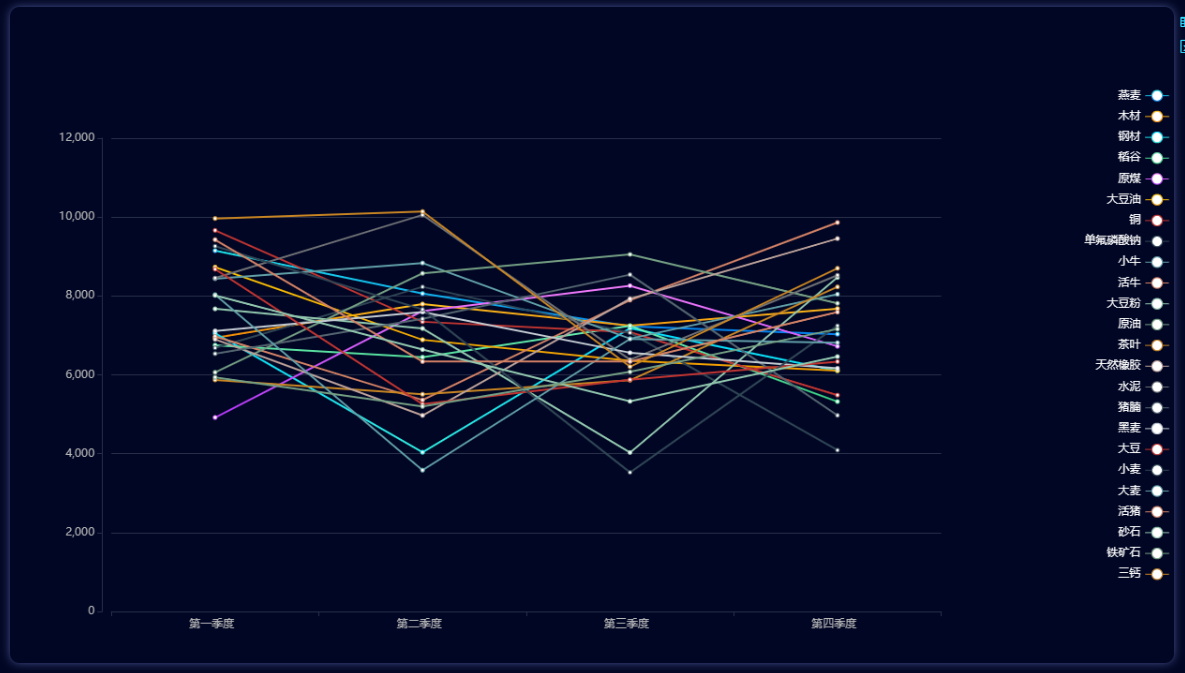 燕麦
木材
钢材
稻谷
原煤
大豆油
铜
单氟磷酸钠
小牛
活牛
大豆粉
原油
茶叶
天然橡胶
水泥
猪腩
黑麦
大豆
小麦
大麦
活猪
砂石
铁矿石
三钙
12,000
10,000
8,000
6,000
4,000
2,000
0
第一季度
第二季度
第三季度
第四季度